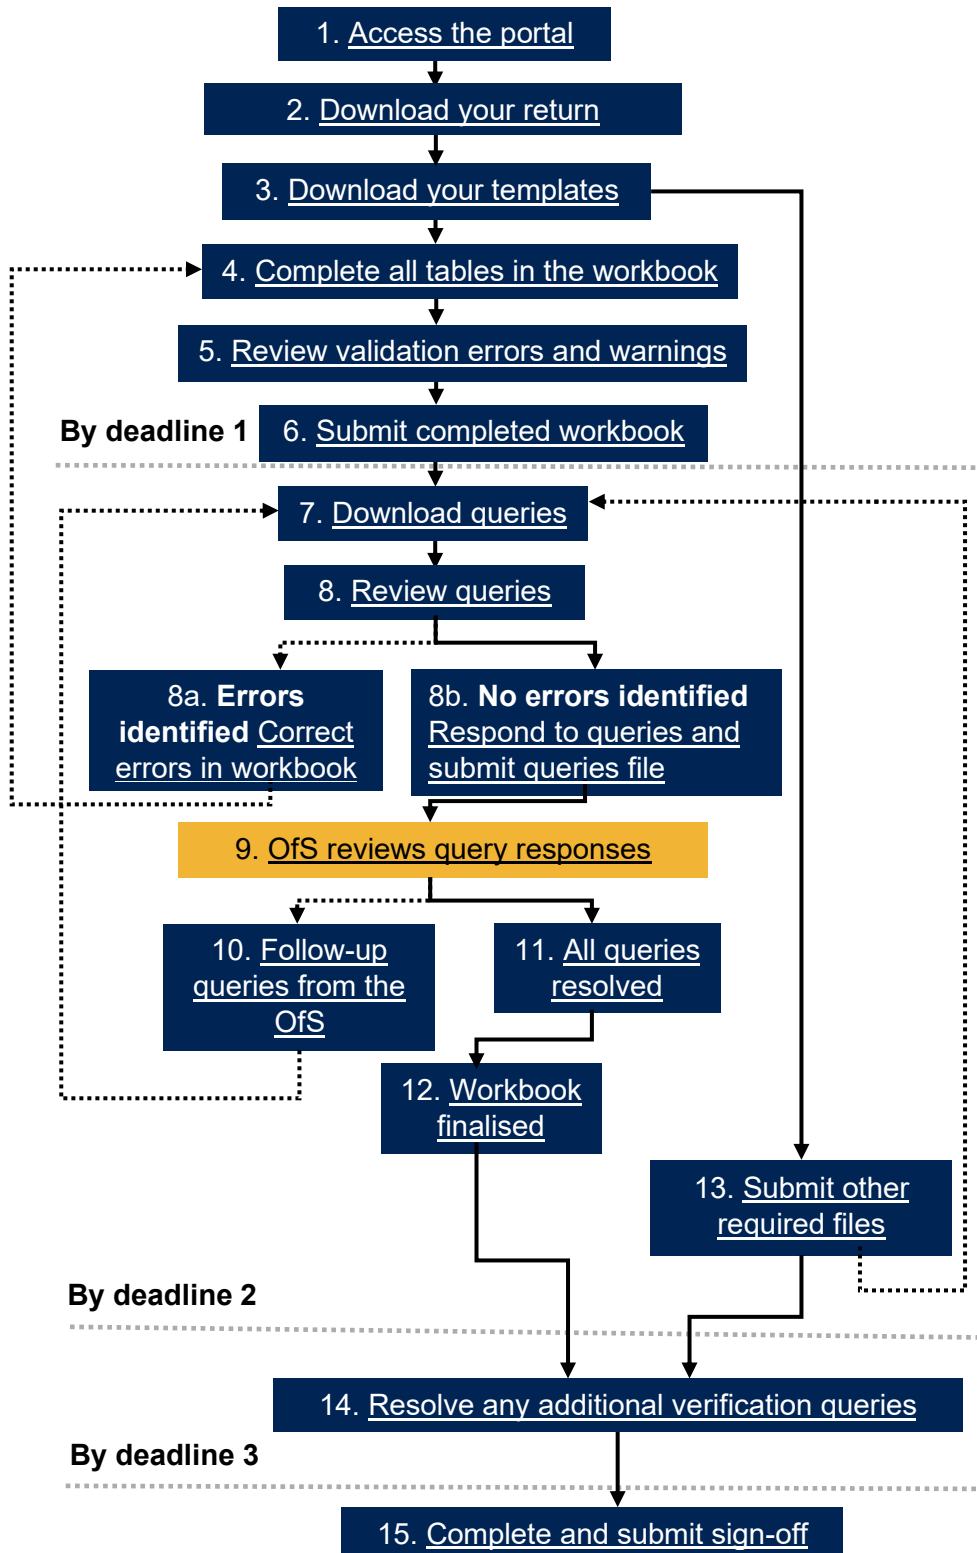 1. Access the portal
2. Download your return
3. Download your templates
4. Complete all tables in the workbook
5. Review validation errors and warnings
By deadline 1
6. Submit completed workbook
7. Download queries
8. Review queries
8a. Errors
identified Correct
errors in workbook
8b. No errors identified
Respond to queries and
submit queries file
9. OfS reviews query responses
10. Follow-up
queries from the
OfS
11. All queries
resolved
12. Workbook
finalised
13. Submit other
required files
By deadline 2
14. Resolve any additional verification queries
By deadline 3
15. Complete and submit sign-off